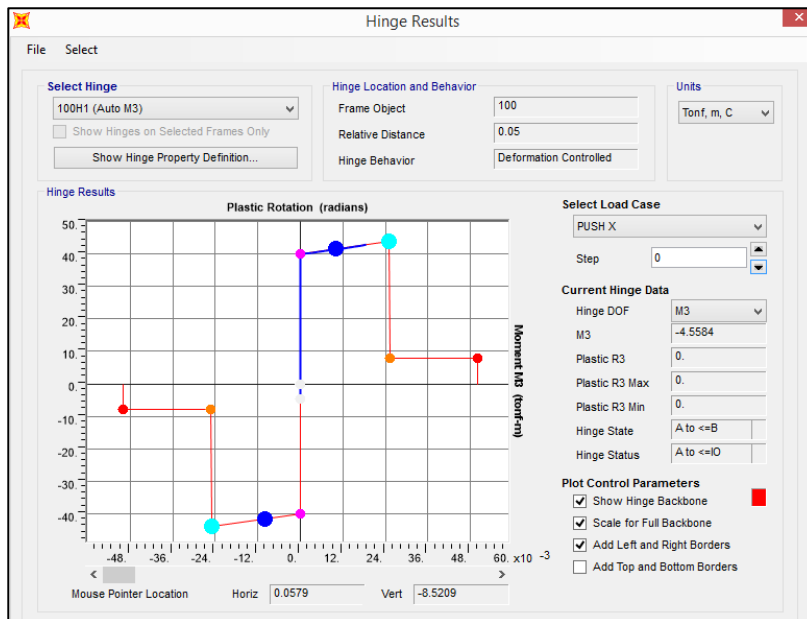 Hinge Results
File Select
Select Hinge
100H1 (Auto M3)
Show Hinges on Selected Frames Only
Show Hinge Property Definition...
Hinge Location and Behavior
Frame Object 100
Relative Distance 0.05
Hinge Behavior Deformation Controlled
Units
Tonf, m, C
Hinge Results
Plastic Rotation (radians)
50.
40.
30.
20.
10.
0.
-10.
-20.
-30.
-40.
Moment M3 (tonf-m)
-48. -36. -24. -12. 0. 12. 24. 36. 48. 60. x10 -3
< >
Mouse Pointer Location Horiz 0.0579 Vert -8.5209
Select Load Case
PUSH X
Step 0
Current Hinge Data
Hinge DOF M3
M3 -4.5584
Plastic R3 0.
Plastic R3 Max 0.
Plastic R3 Min 0.
Hinge State A to <=B
Hinge Status A to <=IO
Plot Control Parameters
Show Hinge Backbone
Scale for Full Backbone
Add Left and Right Borders
Add Top and Bottom Borders